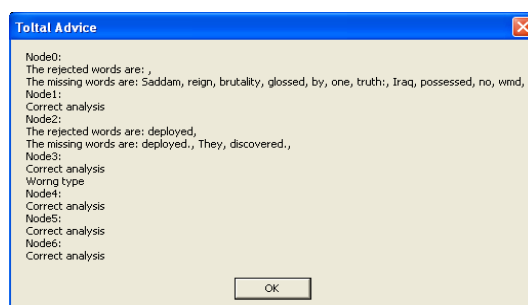 Toltal Advice
Node0:
The rejected words are: ,
The missing words are: Saddam, reign, brutality, glossed, by, one, truth:, Iraq, possessed, no, wmd,
Node1:
Correct analysis
Node2:
The rejected words are: deployed,
The missing words are: deployed., They, discovered.,
Node3:
Correct analysis
Worng type
Node4:
Correct analysis
Node5:
Correct analysis
Node6:
Correct analysis
OK